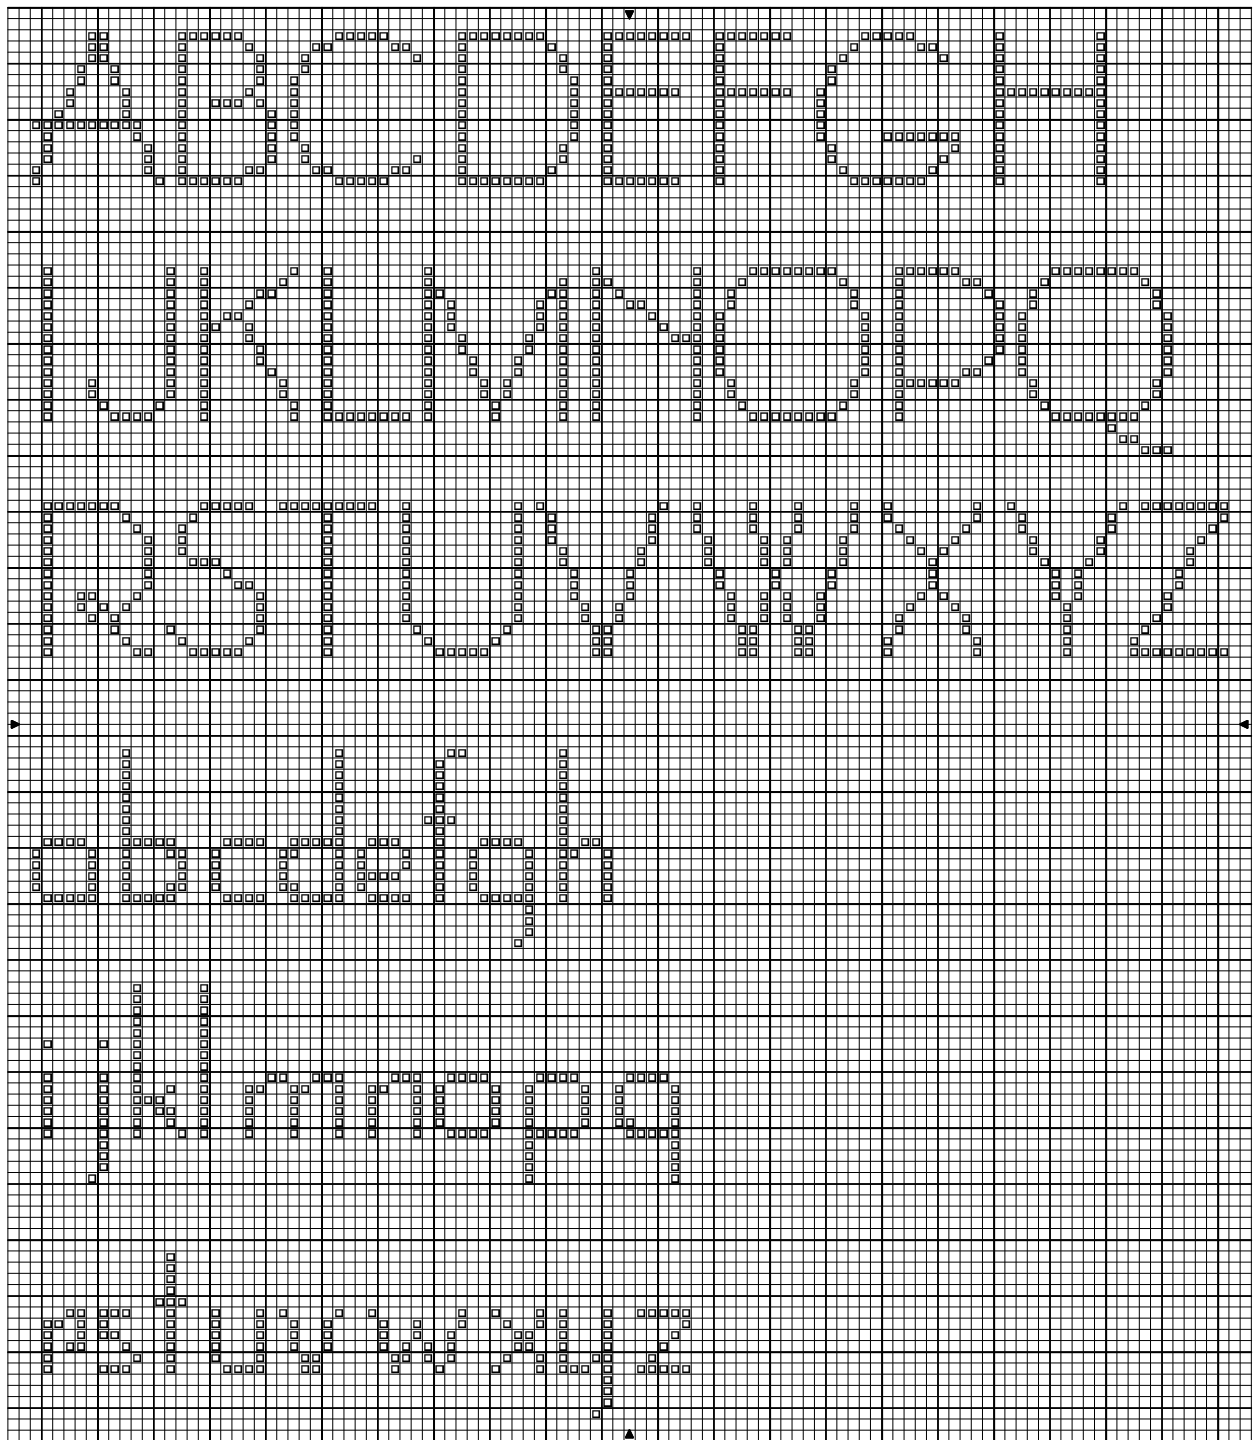 ABCDEFGH
IJKLMNOPQ
RSTUVWXYZ
abcdefgh
ijklmnopq
rstuvwxyz